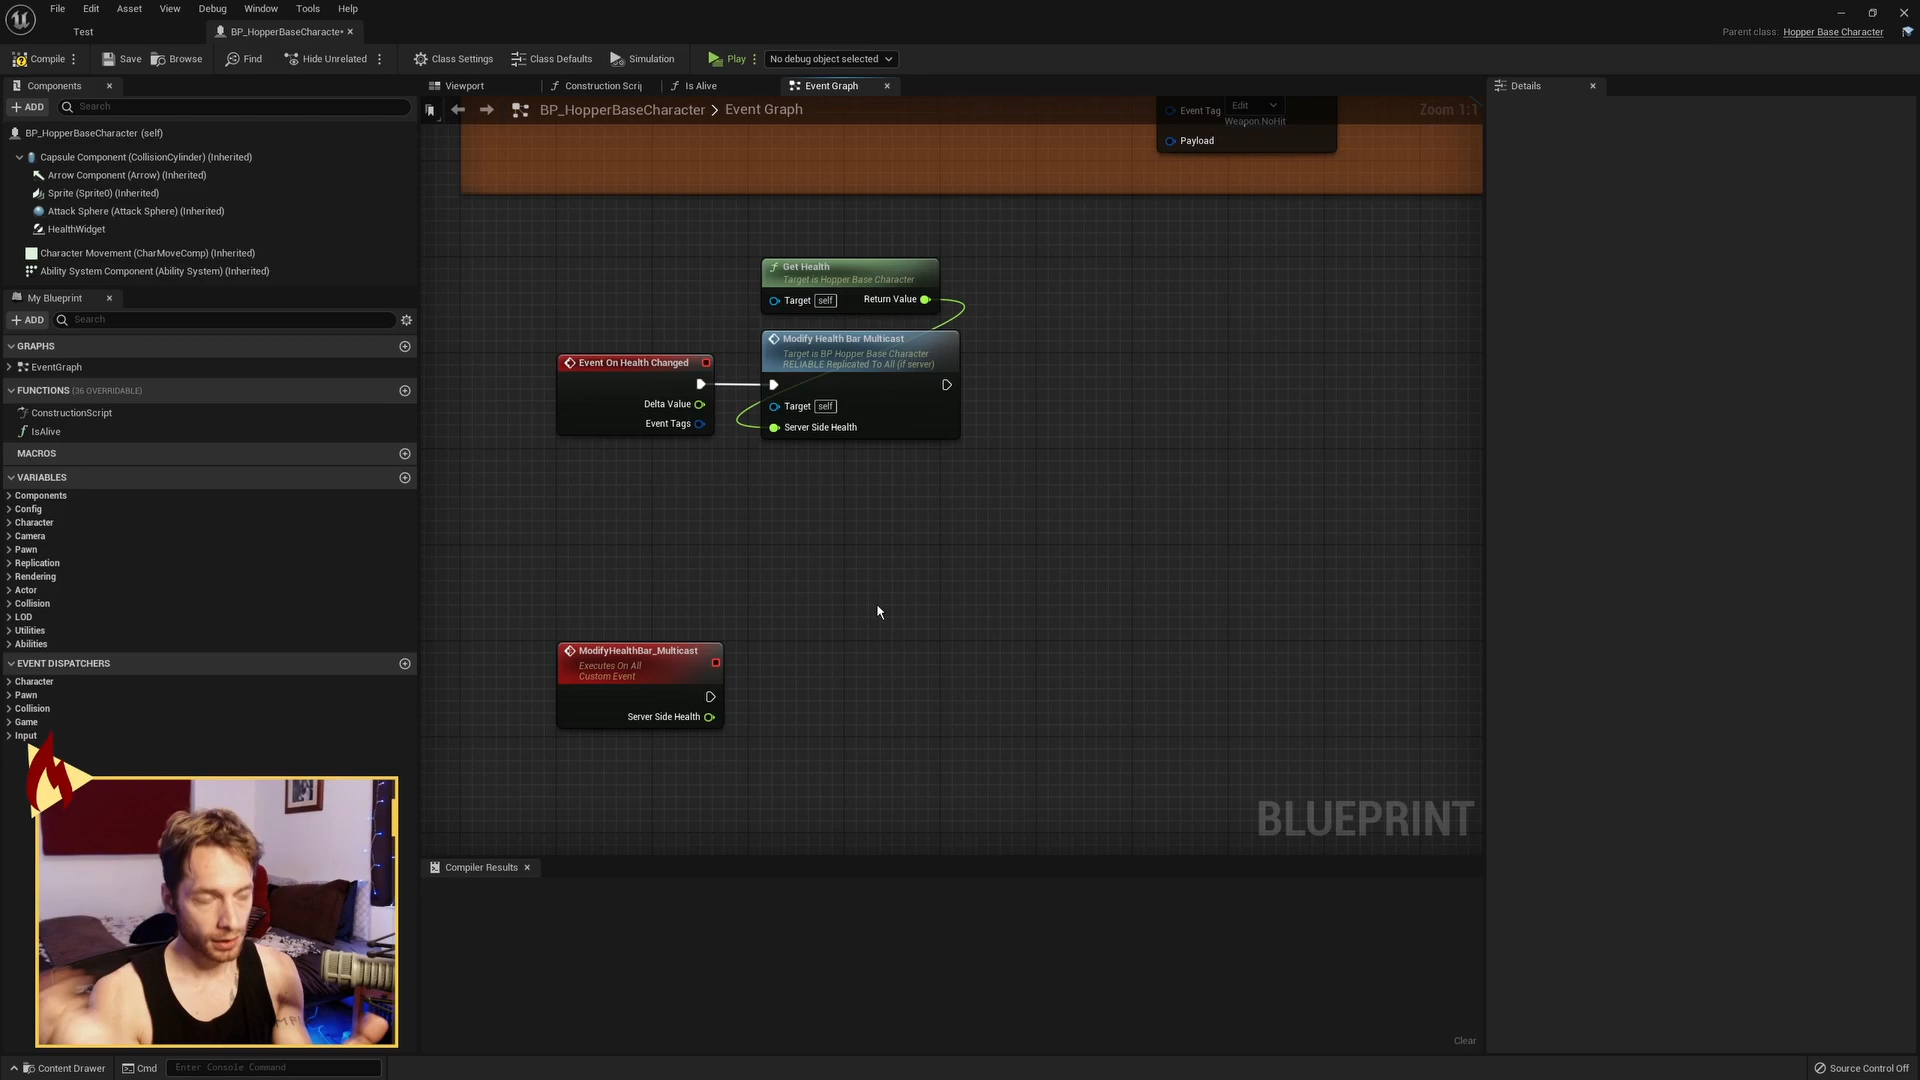 File Edit Asset View Debug Window Tools Help
Test
BP_HopperBaseCharacte*
Parent class: Hopper Base Character
Compile Save Browse Find Hide Unrelated Class Settings Class Defaults Simulation Play No debug object selected
Components
ADD Search
BP_HopperBaseCharacter (self)
Capsule Component (CollisionCylinder) (Inherited)
Arrow Component (Arrow) (Inherited)
Sprite (Sprite0) (Inherited)
Attack Sphere (Attack Sphere) (Inherited)
HealthWidget
Character Movement (CharMoveComp) (Inherited)
Ability System Component (Ability System) (Inherited)
My Blueprint
ADD Search
GRAPHS
EventGraph
FUNCTIONS (36 OVERRIDABLE)
ConstructionScript
IsAlive
MACROS
VARIABLES
Components
Config
Character
Camera
Pawn
Replication
Rendering
Actor
Collision
LOD
Utilities
Abilities
EVENT DISPATCHERS
Character
Pawn
Collision
Game
Input
Viewport Construction Scrip Is Alive Event Graph
BP_HopperBaseCharacter > Event Graph
Zoom 1:1
Event Tag Edit
Weapon.NoHit
Payload
Get Health
Target is Hopper Base Character
Target self Return Value
Modify Health Bar Multicast
Target is BP Hopper Base Character
RELIABLE Replicated To All (if server)
Target self
Server Side Health
Event On Health Changed
Delta Value
Event Tags
ModifyHealthBar_Multicast
Executes On All
Custom Event
Server Side Health
BLUEPRINT
Compiler Results
Clear
Details
Content Drawer Cmd Enter Console Command
Source Control Off